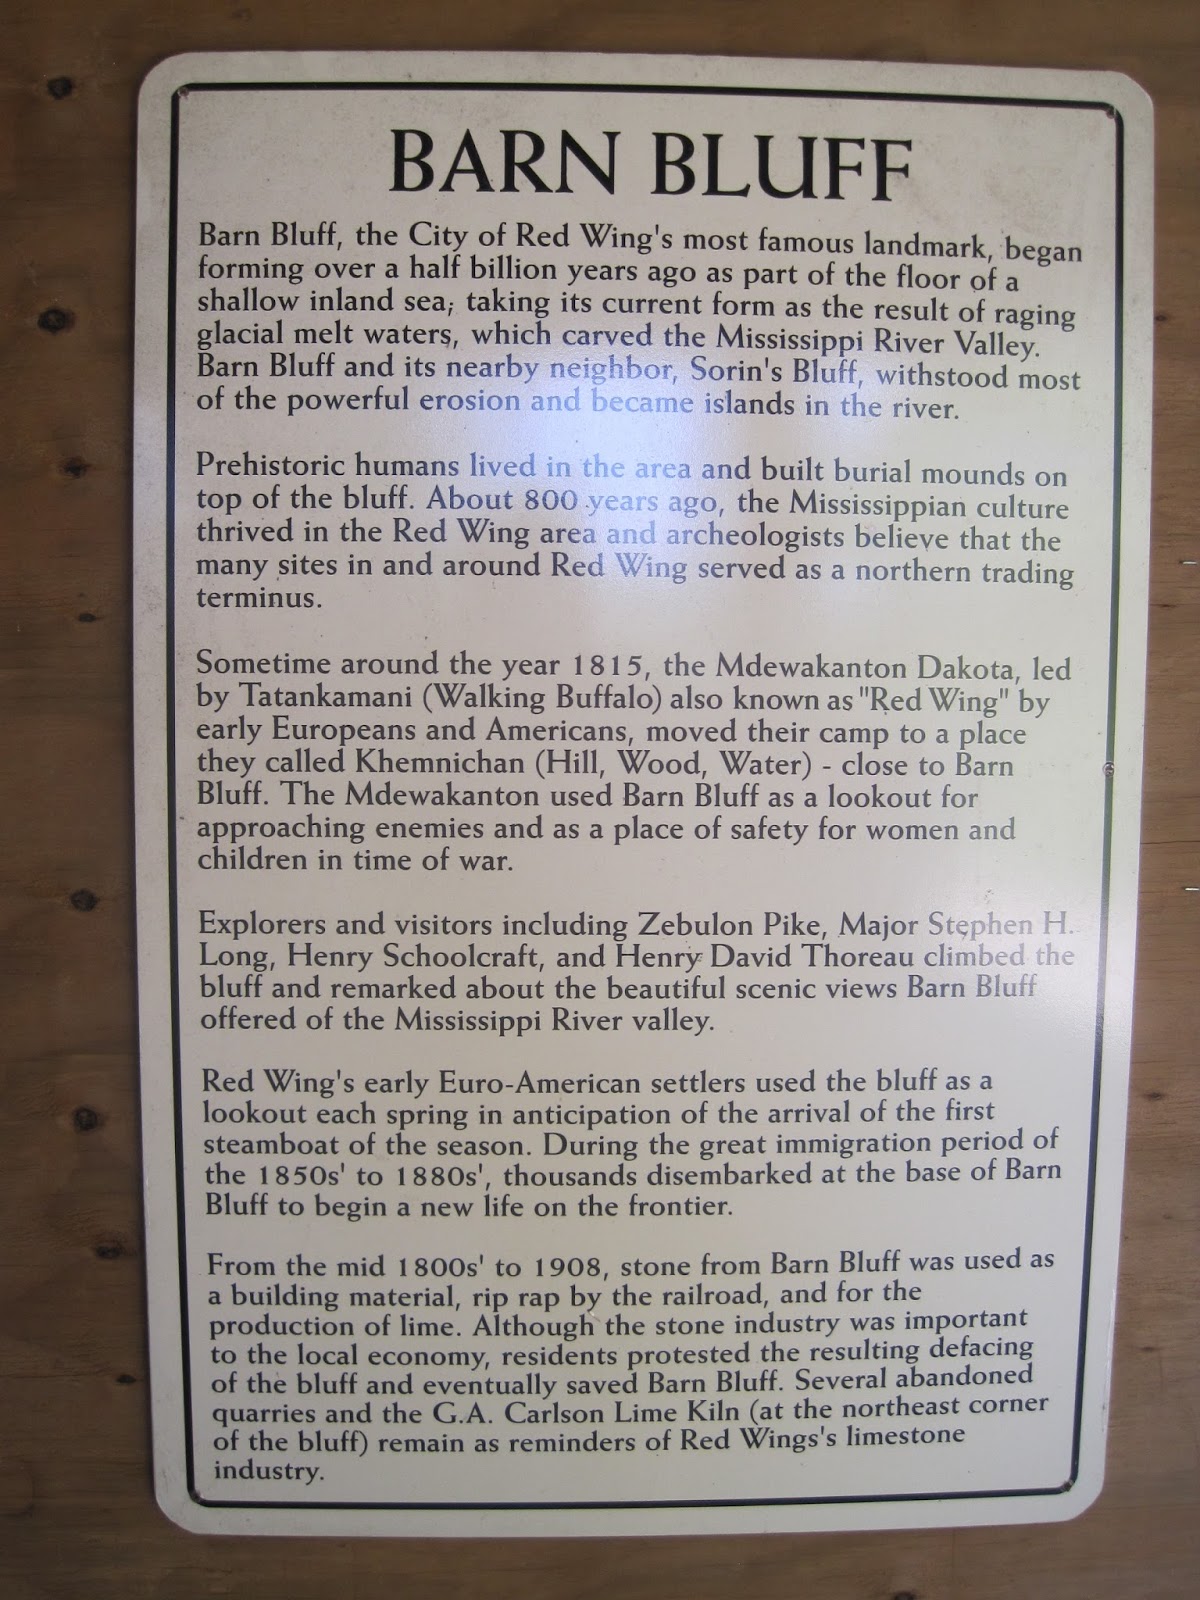 BARN BLUFF
Barn Bluff, the City of Red Wing's most famous landmark, began
forming over a half billion years ago as part of the floor of a
shallow inland sea; taking its current form as the result of raging
glacial melt waters, which carved the Mississippi River Valley.
Barn Bluff and its nearby neighbor, Sorin's Bluff, withstood most
of the powerful erosion and became islands in the river.
Prehistoric humans lived in the area and built burial mounds on
top of the bluff. About 800 years ago, the Mississippian culture
thrived in the Red Wing area and archeologists believe that the
many sites in and around Red Wing served as a northern trading
terminus.
Sometime around the year 1815, the Mdewakanton Dakota, led
by Tatankamani (Walking Buffalo) also known as "Red Wing" by
early Europeans and Americans, moved their camp to a place
they called Khemnichan (Hill, Wood, Water) - close to Barn
Bluff. The Mdewakanton used Barn Bluff as a lookout for
approaching enemies and as a place of safety for women and
children in time of war.
Explorers and visitors including Zebulon Pike, Major Stephen H.
Long, Henry Schoolcraft, and Henry David Thoreau climbed the
bluff and remarked about the beautiful scenic views Barn Bluff
offered of the Mississippi River valley.
Red Wing's early Euro-American settlers used the bluff as a
lookout each spring in anticipation of the arrival of the first
steamboat of the season. During the great immigration period of
the 1850s' to 1880s', thousands disembarked at the base of Barn
Bluff to begin a new life on the frontier.
From the mid 1800s' to 1908, stone from Barn Bluff was used as
a building material, rip rap by the railroad, and for the
production of lime. Although the stone industry was important
to the local economy, residents protested the resulting defacing
of the bluff and eventually saved Barn Bluff. Several abandoned
quarries and the G.A. Carlson Lime Kiln (at the northeast corner
of the bluff) remain as reminders of Red Wings's limestone
industry.